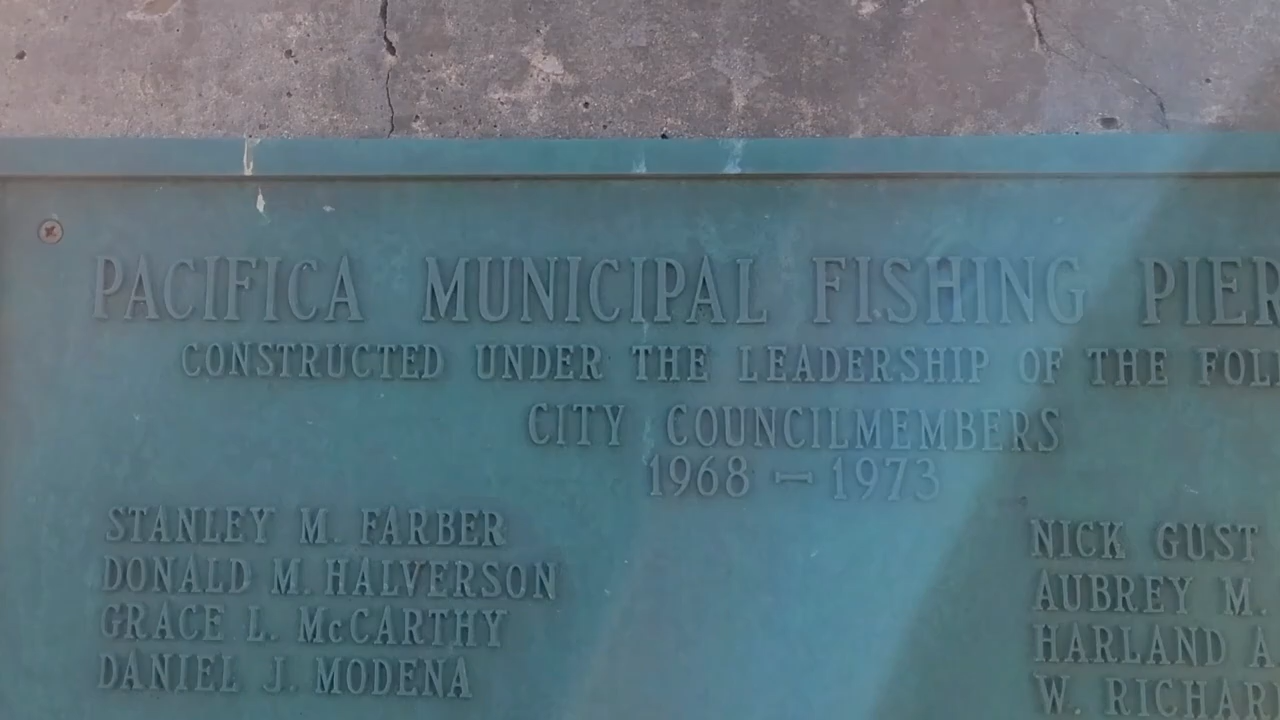 PACIFICA MUNICIPAL FISHING PIER
CONSTRUCTED UNDER THE LEADERSHIP OF THE
CITY COUNCILMEMBERS
1968 - 1973
STANLEY M. FARBER
DONALD M. HALVERSON
GRACE L. McCARTHY
DANIEL J. MODENA
NICK GUST
AUBREY M.
HARLAND A.
W.